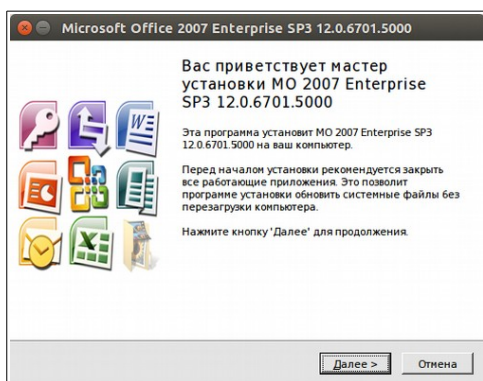 Microsoft Office 2007 Enterprise SP3 12.0.6701.5000
Вас приветствует мастер
установки МО 2007 Enterprise
SP3 12.0.6701.5000
Эта программа установит МО 2007 Enterprise SP3
12.0.6701.5000 на ваш компьютер.
Перед началом установки рекомендуется закрыть
все работающие приложения. Это позволит
программе установки обновить системные файлы без
перезагрузки компьютера.
Нажмите кнопку 'Далее' для продолжения.
Далее >
Отмена